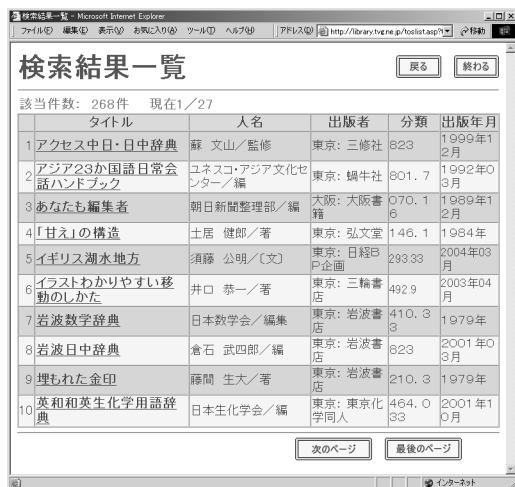 検索結果一覧 - Microsoft Internet Explorer
ファイル(F) 編集(E) 表示(V) お気に入り(A) ツール(T) ヘルプ(H) アドレス(D) http://library.tvg.ne.jp/toslist.asp? 移動
検索結果一覧 戻る 終わる
該当件数: 268件 現在1/27
タイトル 人名 出版者 分類 出版年月
1 アクセス中日・日中辞典 蘇 文山/監修 東京: 三修社 823 1999年1
2月
2 アジア23か国語日常会
話ハンドブック ユネスコ・アジア文化セ
ンター/編 東京: 蝸牛社 801.7 1992年0
3月
3 あなたも編集者 朝日新聞整理部/編 大阪: 大阪書
籍 070.1
6 1989年1
2月
4 「甘え」の構造 土居 健郎/著 東京: 弘文堂 146.1 1984年
5 イギリス湖水地方 須藤 公明/〔文〕 東京: 日経B
P企画 293.33 2004年03
月
6 イラストわかりやすい移
動のしかた 井口 恭一/著 東京: 三輪書
店 492.9 2003年04
月
7 岩波数学辞典 日本数学会/編集 東京: 岩波書
店 410.3
3 1979年
8 岩波日中辞典 倉石 武四郎/編 東京: 岩波書
店 823 2001年0
3月
9 埋もれた金印 藤間 生大/著 東京: 岩波書
店 210.3 1979年
10 英和和英生化学用語辞
典 日本生化学会/編 東京: 東京化
学同人 464.0
33 2001年1
0月
次のページ 最後のページ
インターネット